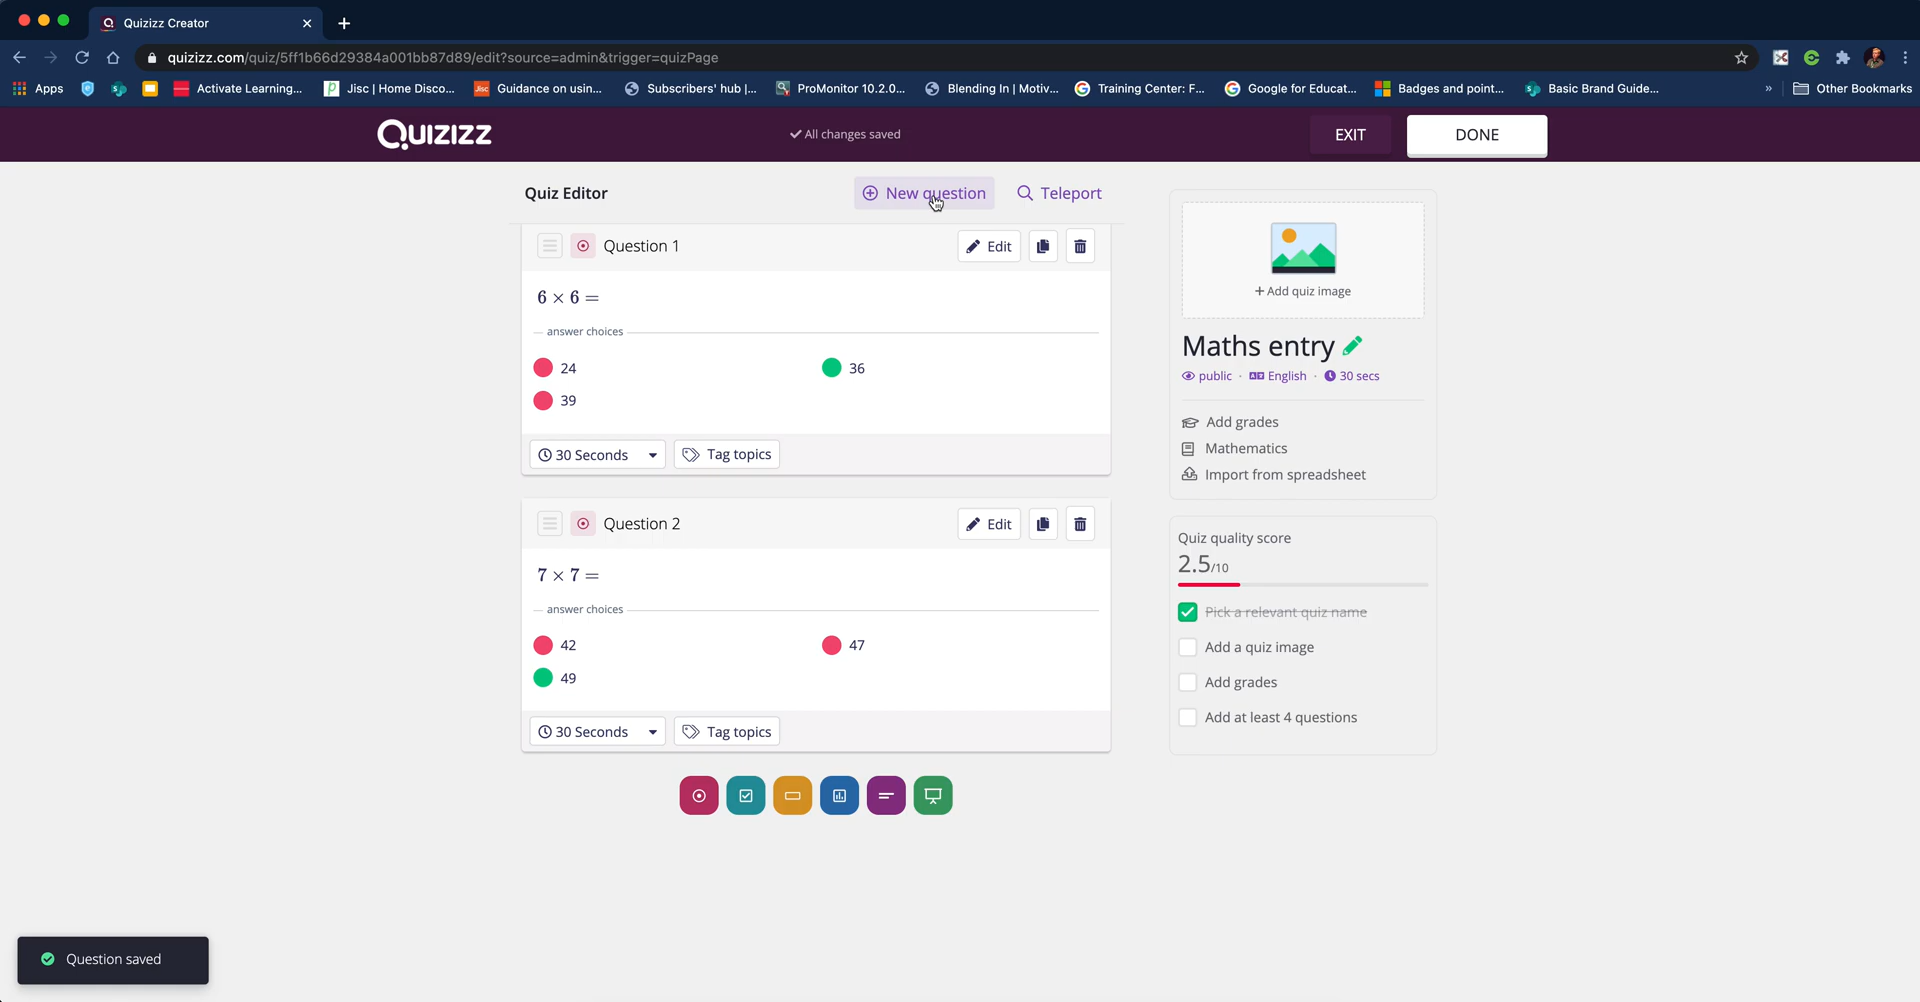 Quizizz Creator
quizizz.com/quiz/5ff1b66d29384a001bb87d89/edit?source=admin&trigger=quizPage
Apps
Activate Learning...
Jisc | Home Disco...
Jisc
Guidance on usin...
Subscribers' hub |...
ProMonitor 10.2.0...
Blending In | Motiv...
Training Center: F...
Google for Educat...
Badges and point...
Basic Brand Guide...
»
Other Bookmarks
QUIZIZZ
All changes saved
EXIT
DONE
Quiz Editor
New question
Teleport
Question 1
Edit
6 × 6 =
answer choices
24
36
39
30 Seconds
Tag topics
Question 2
Edit
7 × 7 =
answer choices
42
47
49
30 Seconds
Tag topics
+ Add quiz image
Maths entry
public · English · 30 secs
Add grades
Mathematics
Import from spreadsheet
Quiz quality score
2.5/10
Pick a relevant quiz name
Add a quiz image
Add grades
Add at least 4 questions
Question saved